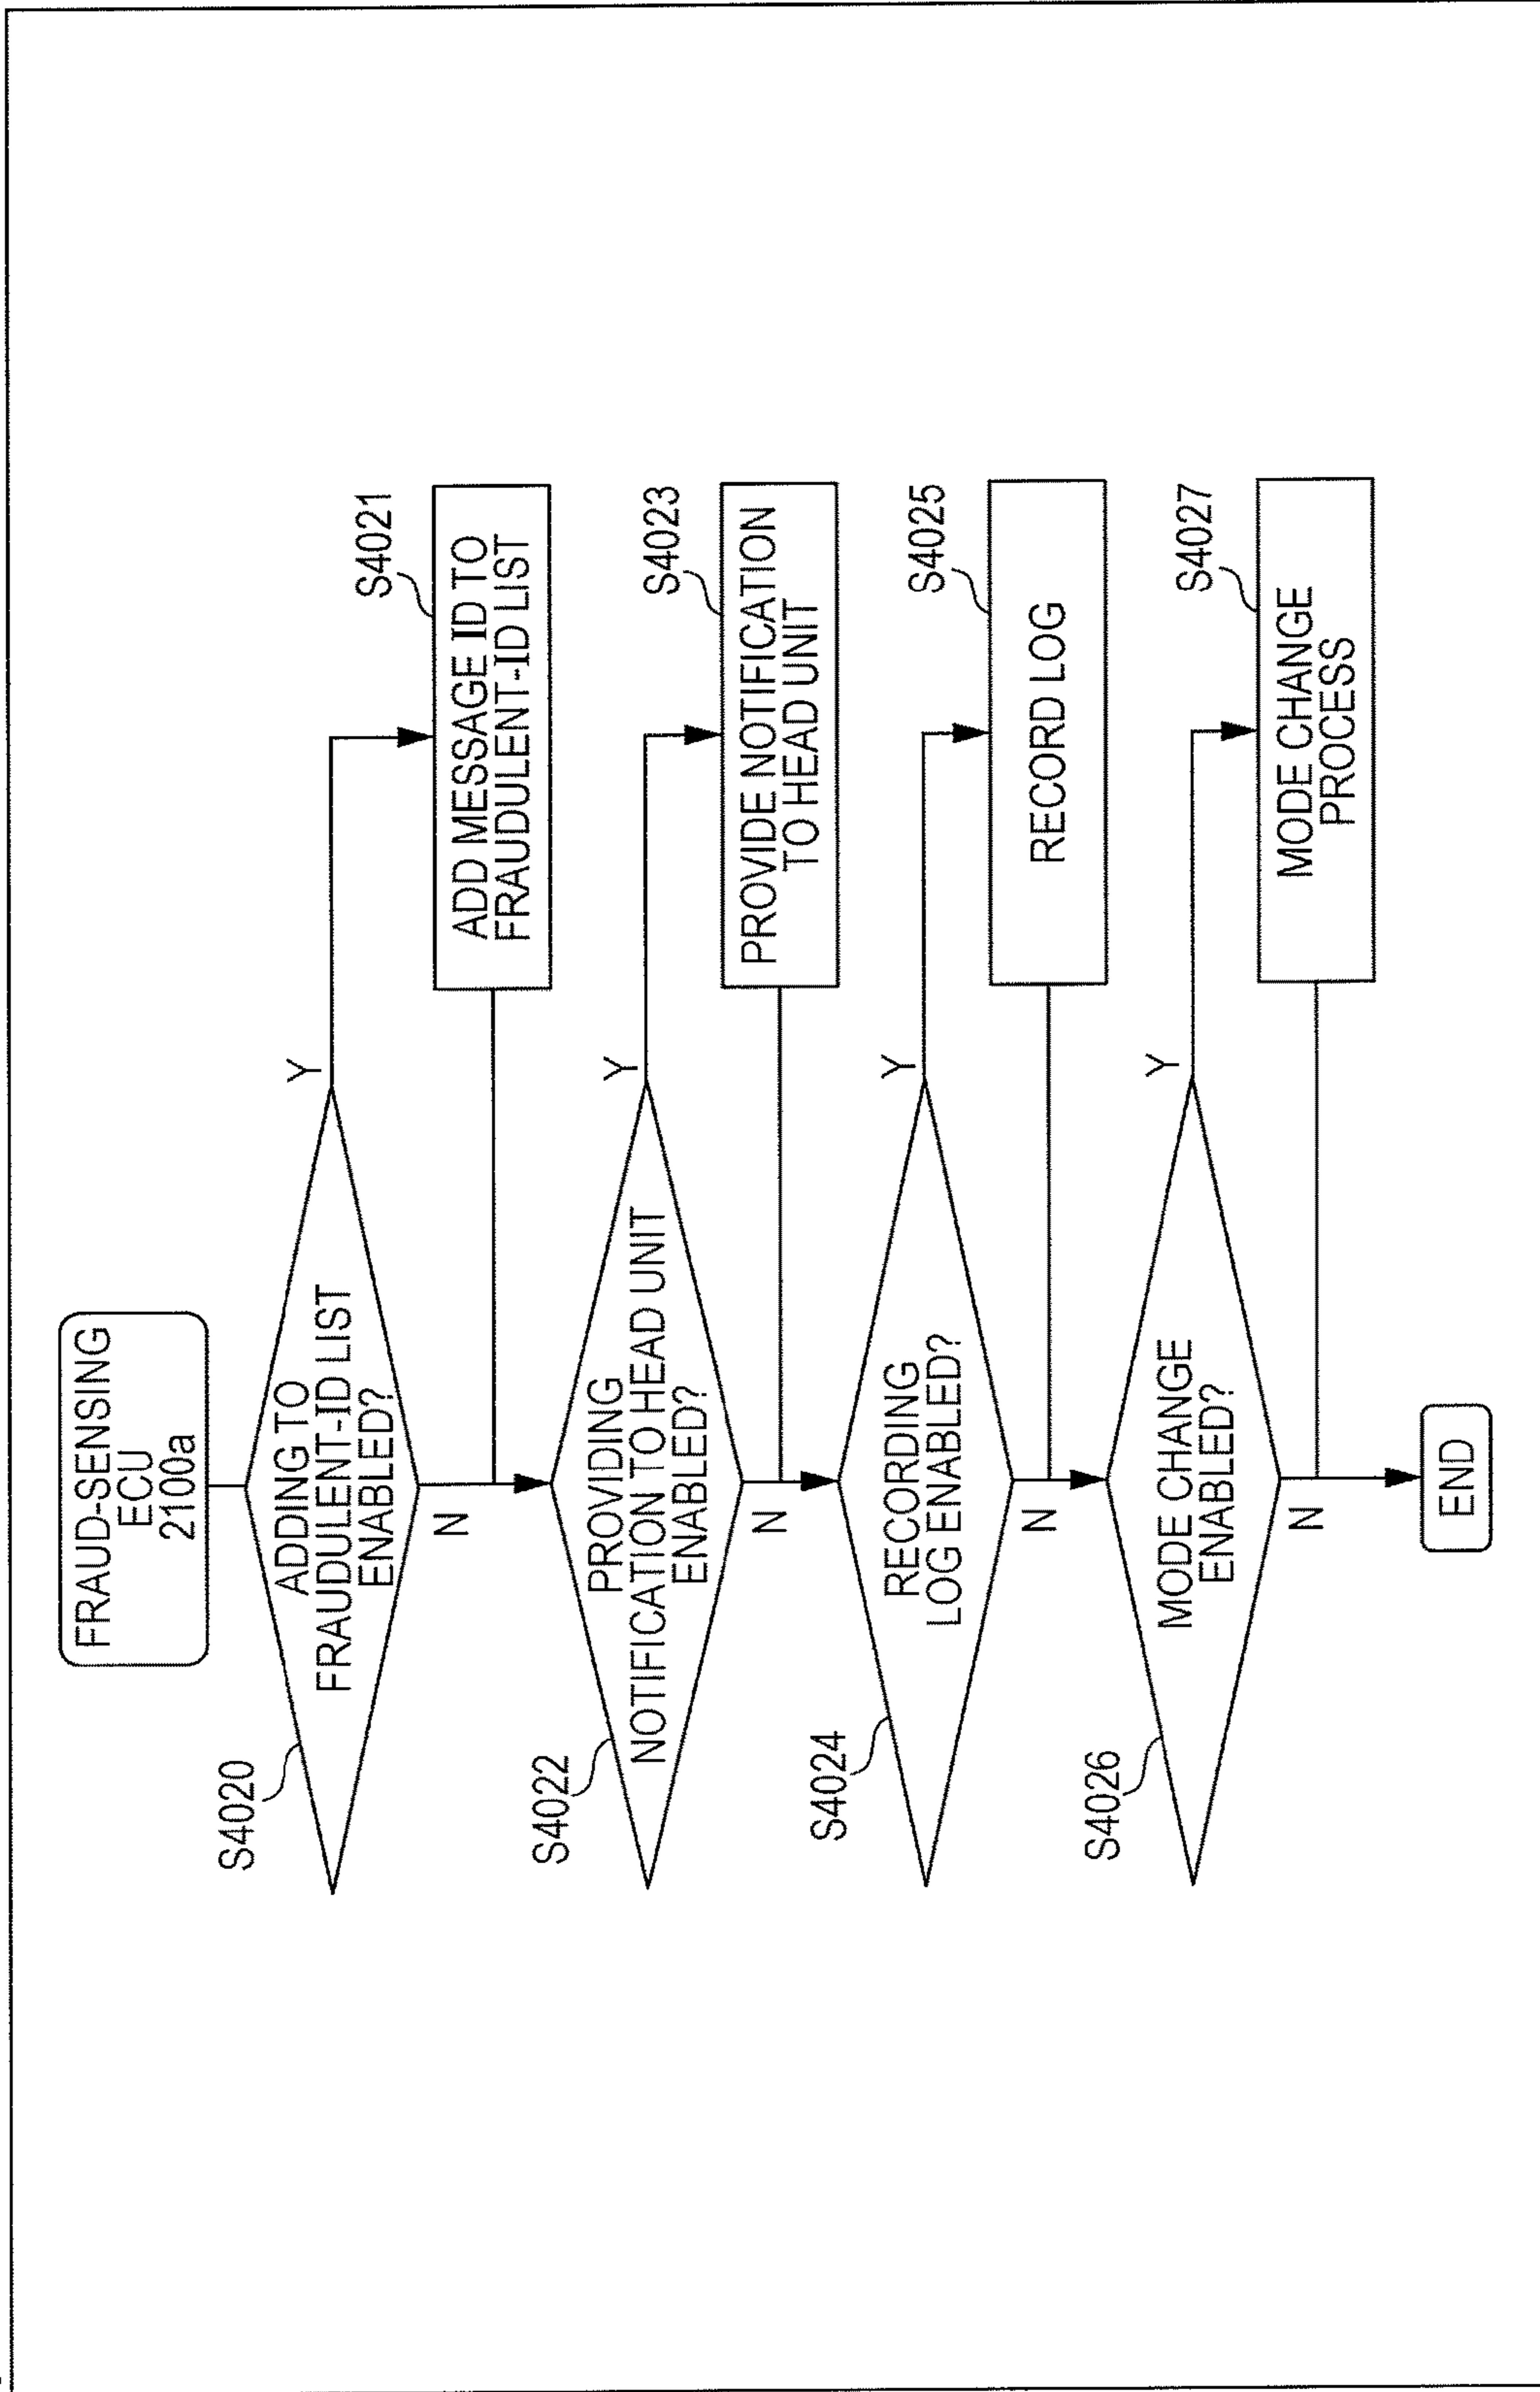 FRAUD-SENSING
ECU
2100a
S4020
ADDING TO
FRAUDULENT-ID LIST
ENABLED?
Y
N
S4021
ADD MESSAGE ID TO
FRAUDULENT-ID LIST
S4022
PROVIDING
NOTIFICATION TO HEAD UNIT
ENABLED?
Y
N
S4023
PROVIDE NOTIFICATION
TO HEAD UNIT
S4024
RECORDING
LOG ENABLED?
Y
N
S4025
RECORD LOG
S4026
MODE CHANGE
ENABLED?
Y
N
S4027
MODE CHANGE
PROCESS
END